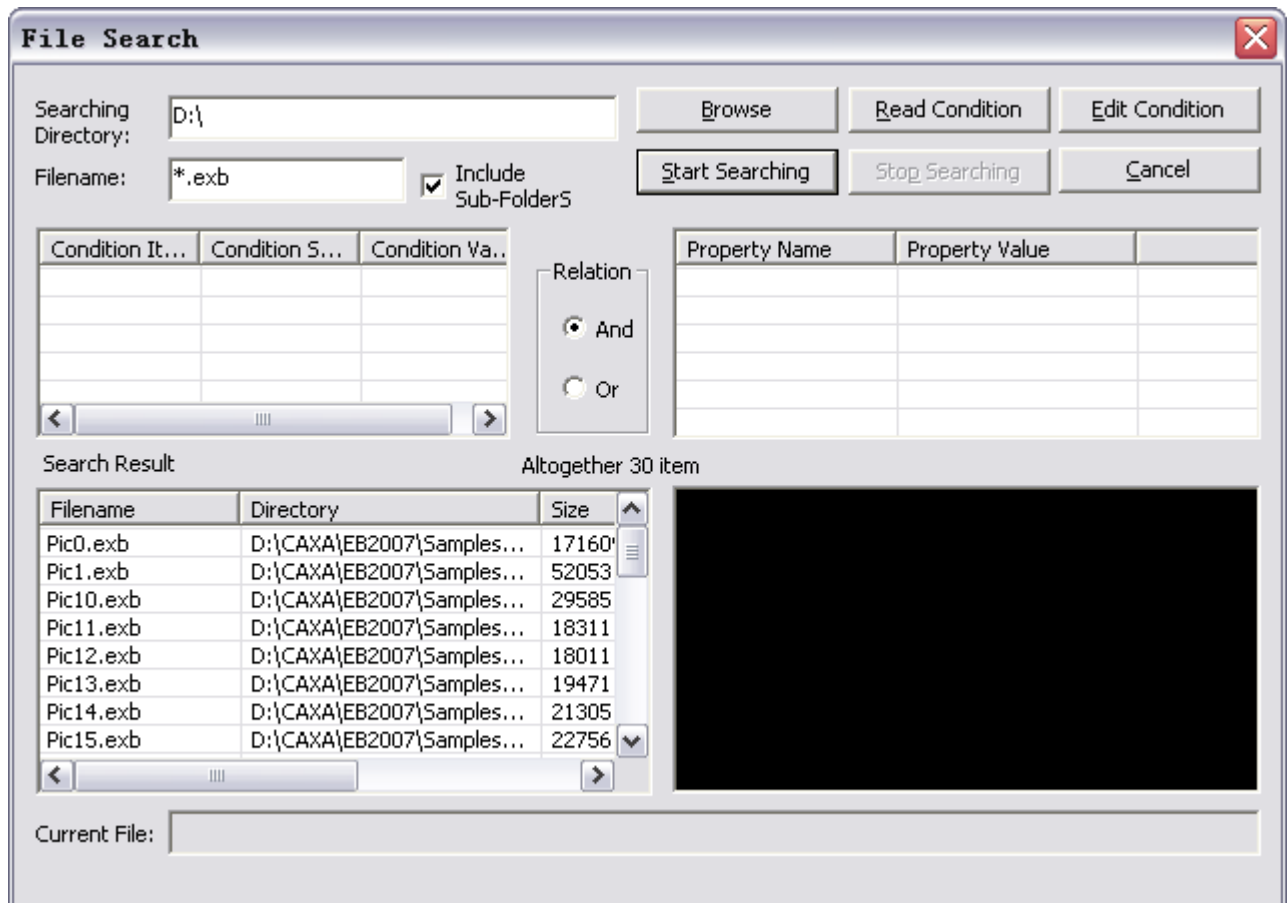 File Search
Searching Directory: D:\ Browse Read Condition Edit Condition
Filename: *.exb Include Sub-FolderS Start Searching Stop Searching Cancel
Condition It... Condition S... Condition Va.. Relation Property Name Property Value
And
Or
Search Result Altogether 30 item
Filename Directory Size
Pic0.exb D:\CAXA\EB2007\Samples... 17160
Pic1.exb D:\CAXA\EB2007\Samples... 52053
Pic10.exb D:\CAXA\EB2007\Samples... 29585
Pic11.exb D:\CAXA\EB2007\Samples... 18311
Pic12.exb D:\CAXA\EB2007\Samples... 18011
Pic13.exb D:\CAXA\EB2007\Samples... 19471
Pic14.exb D:\CAXA\EB2007\Samples... 21305
Pic15.exb D:\CAXA\EB2007\Samples... 22756
Current File: